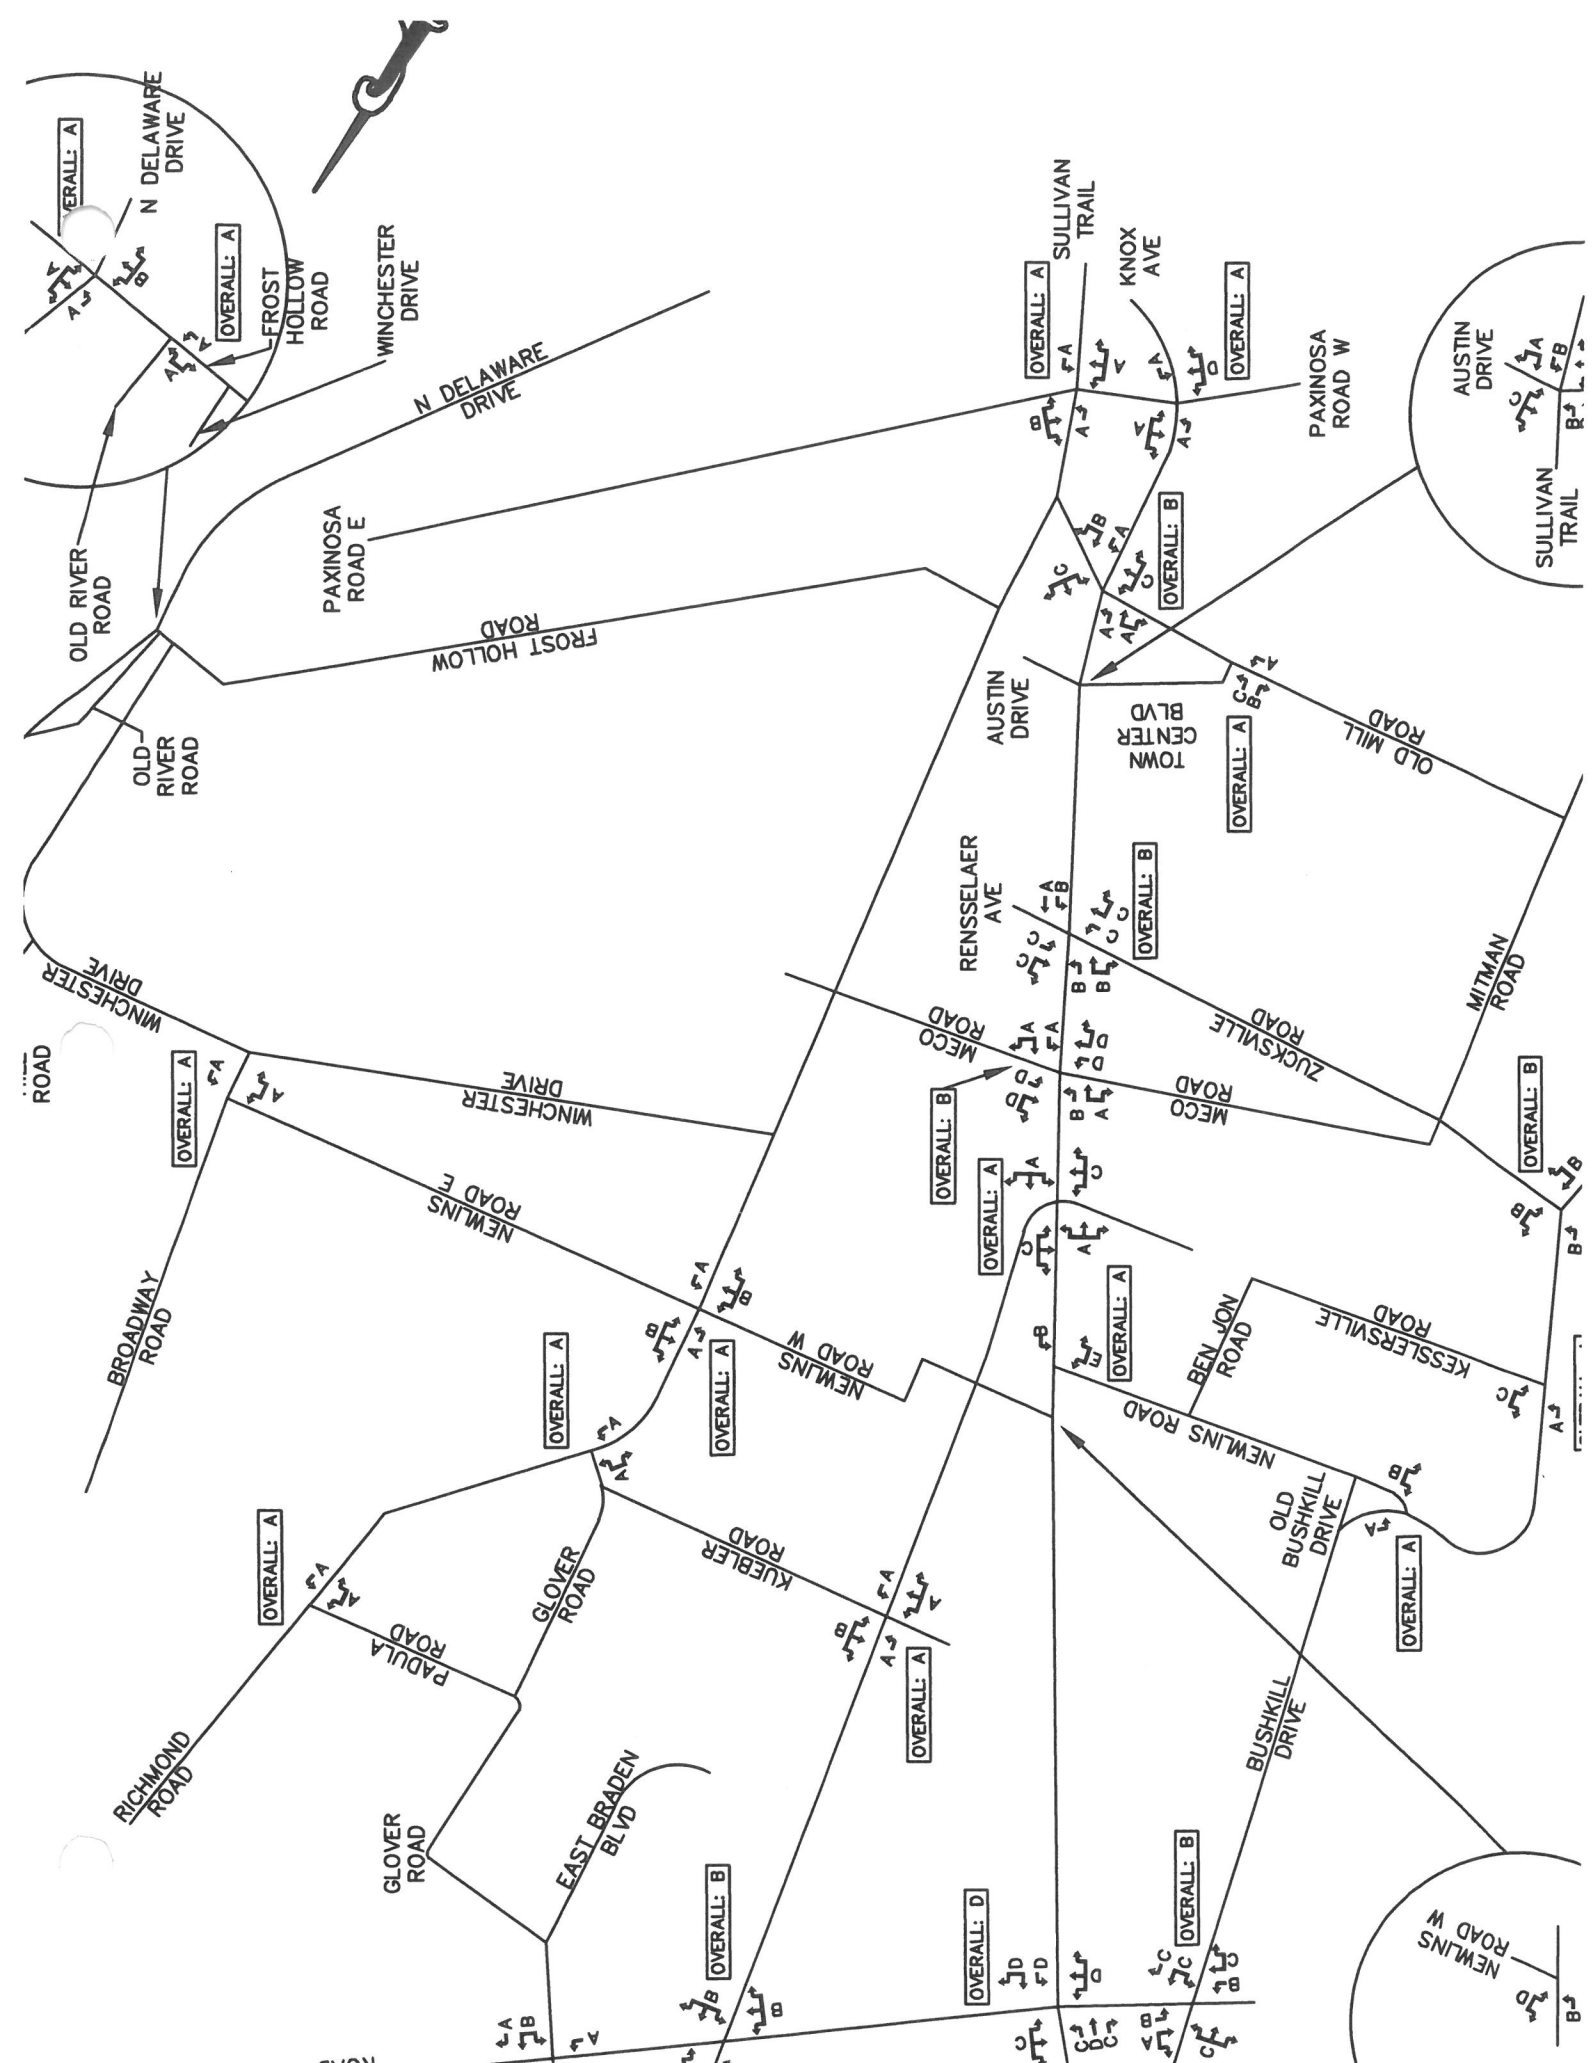 OVERALL: A
N DELAWARE
DRIVE
A
A
B
OVERALL: A
FROST
HOLLOW
ROAD
A
A
WINCHESTER
DRIVE
N DELAWARE
DRIVE
OLD RIVER
ROAD
PAXINOSA
ROAD E
FROST HOLLOW
ROAD
OLD
RIVER
ROAD
SULLIVAN
TRAIL
KNOX
AVE
OVERALL: A
A
A
B
A
A
D
OVERALL: A
A
A
PAXINOSA
ROAD W
AUSTIN
DRIVE
A
B
C
B
SULLIVAN
TRAIL
B
A
C
C
A
A
OVERALL: B
AUSTIN
DRIVE
TOWN
CENTER
BLVD
A
C
B
OVERALL: A
OLD MILL
ROAD
RENSSELAER
AVE
A
B
C
C
C
C
B
B
OVERALL: B
MITMAN
ROAD
ZUCKSVILLE
ROAD
MECO
ROAD
A
A
D
D
D
D
B
A
OVERALL: B
MECO
ROAD
WINCHESTER
DRIVE
ROAD
OVERALL: A
A
A
WINCHESTER
DRIVE
NEWLINS
ROAD E
BROADWAY
ROAD
OVERALL: A
A
C
C
A
OVERALL: B
B
B
B
A
B
B
A
OVERALL: A
NEWLINS
ROAD W
B
E
OVERALL: A
BEN JON
ROAD
KESSLERSVILLE
ROAD
C
A
NEWLINS ROAD
OVERALL: A
A
A
KUEBLER
ROAD
GLOVER
ROAD
OVERALL: A
A
A
PADULA
ROAD
RICHMOND
ROAD
A
A
B
A
OVERALL: A
OLD
BUSHKILL
DRIVE
B
A
OVERALL: A
BUSHKILL
DRIVE
GLOVER
ROAD
EAST BRADEN
BLVD
OVERALL: B
B
B
A
B
A
OVERALL: D
D
D
D
C
C
D
C
OVERALL: B
C
C
C
B
B
A
C
NEWLINS
ROAD W
D
B